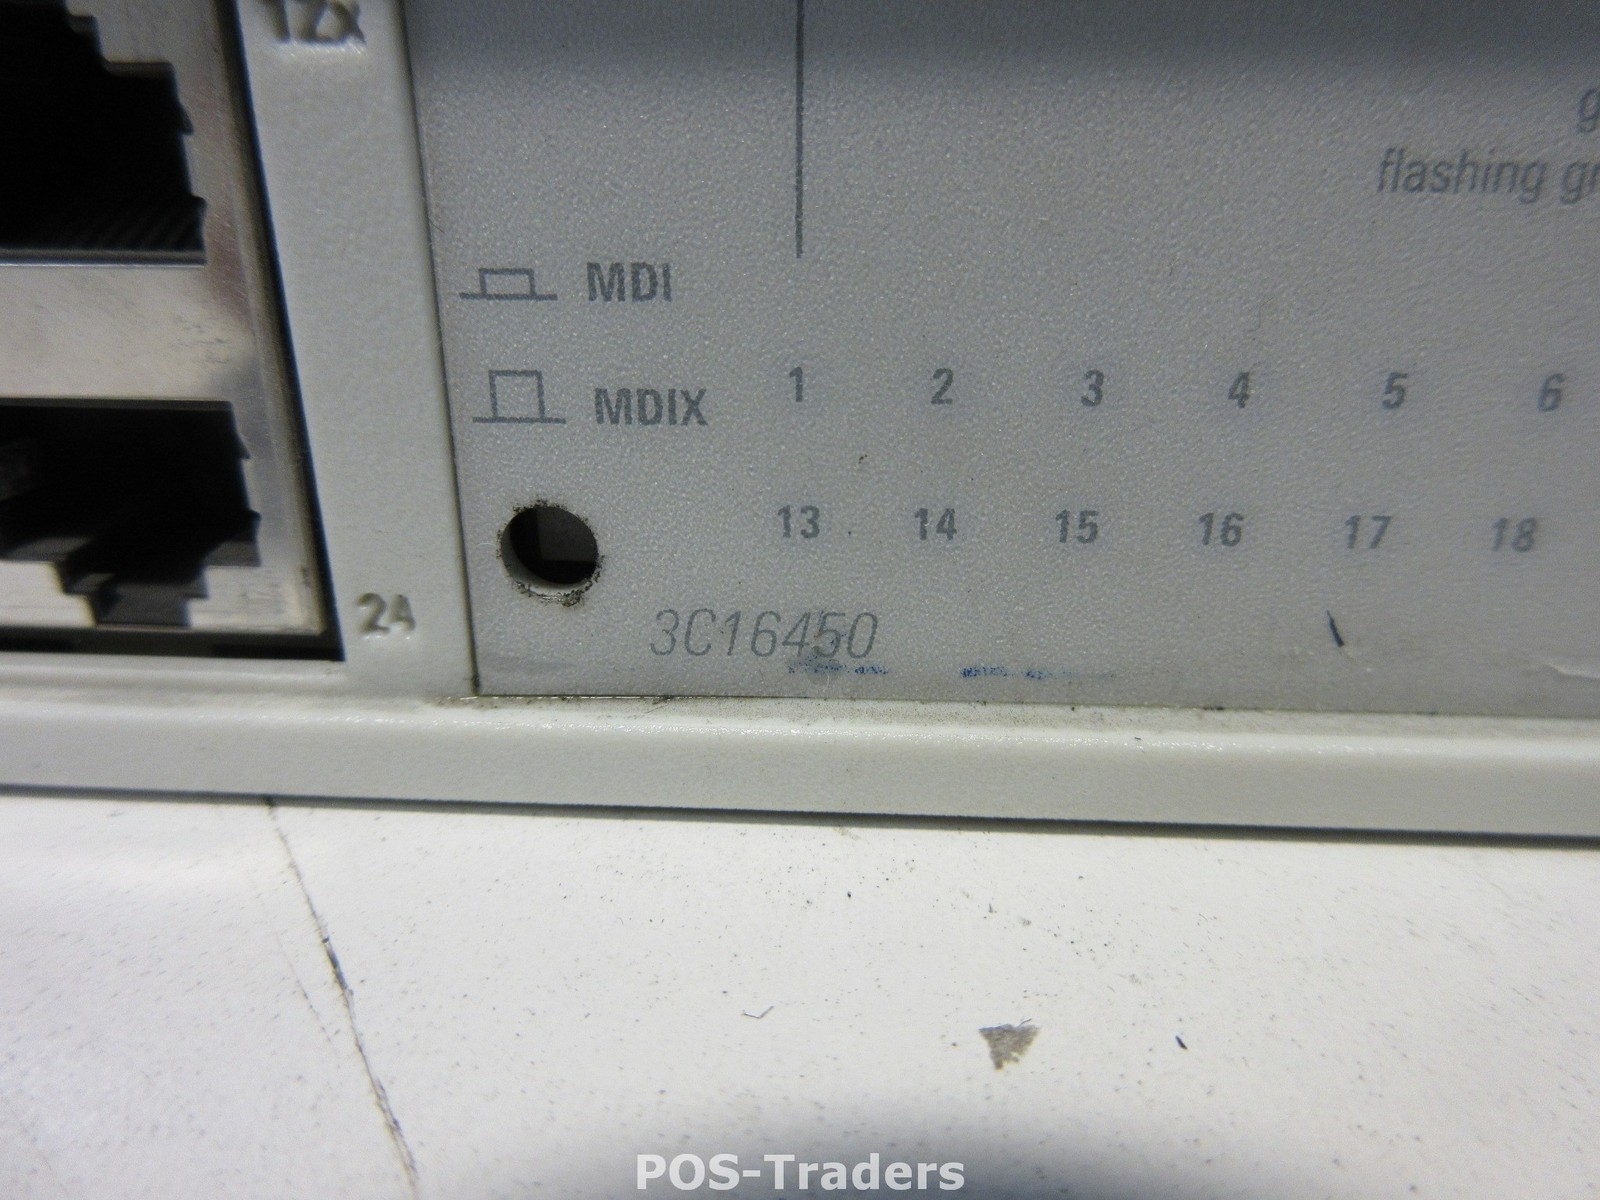 12x
flashing
MDI
MDIX
1 2 3 4 5 6
13 14 15 16 17 18
24
3C16450
POS-Traders